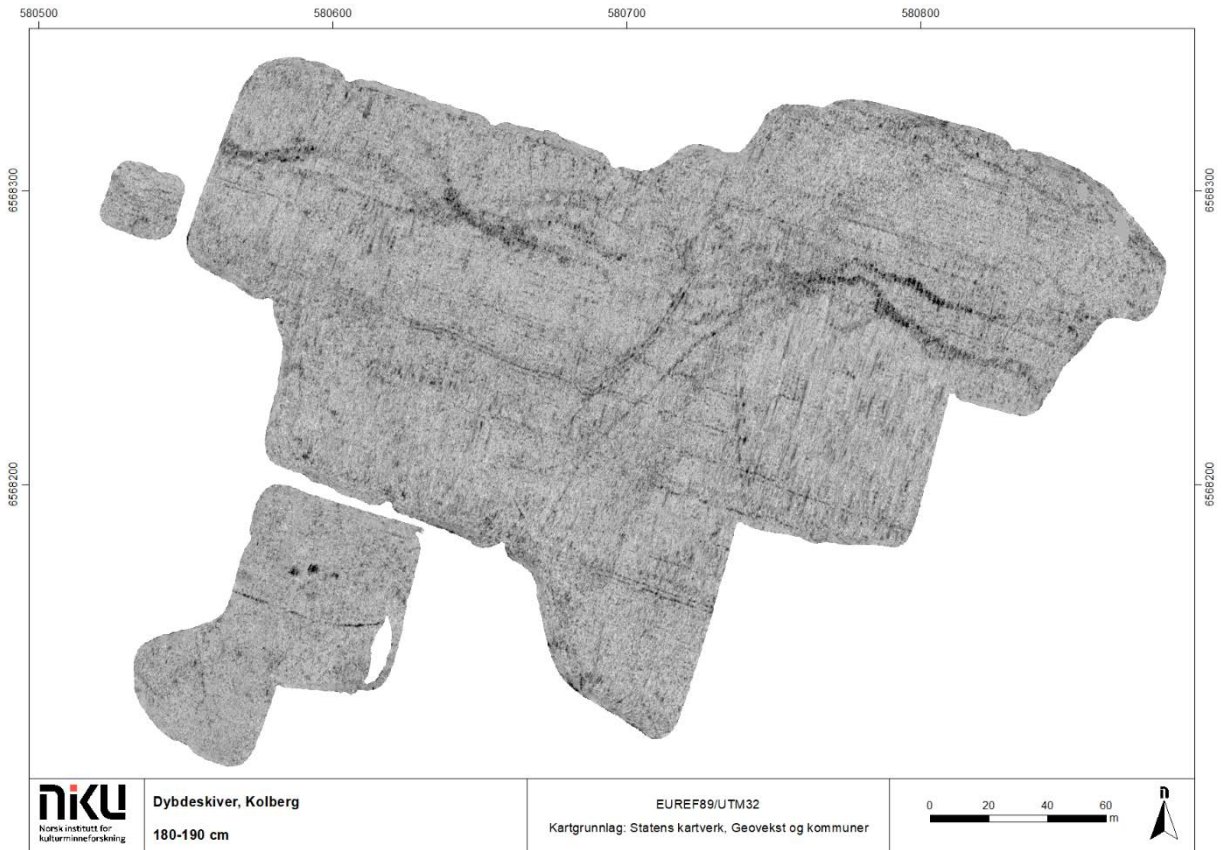 580500
580600
580700
580800
6568300
6568300
6568200
6568200
niku
Norsk institutt for
kulturminneforskning
Dybdeskiver, Kolberg
180-190 cm
EUREF89/UTM32
Kartgrunnlag: Statens kartverk, Geovekst og kommuner
0 20 40 60
m
n